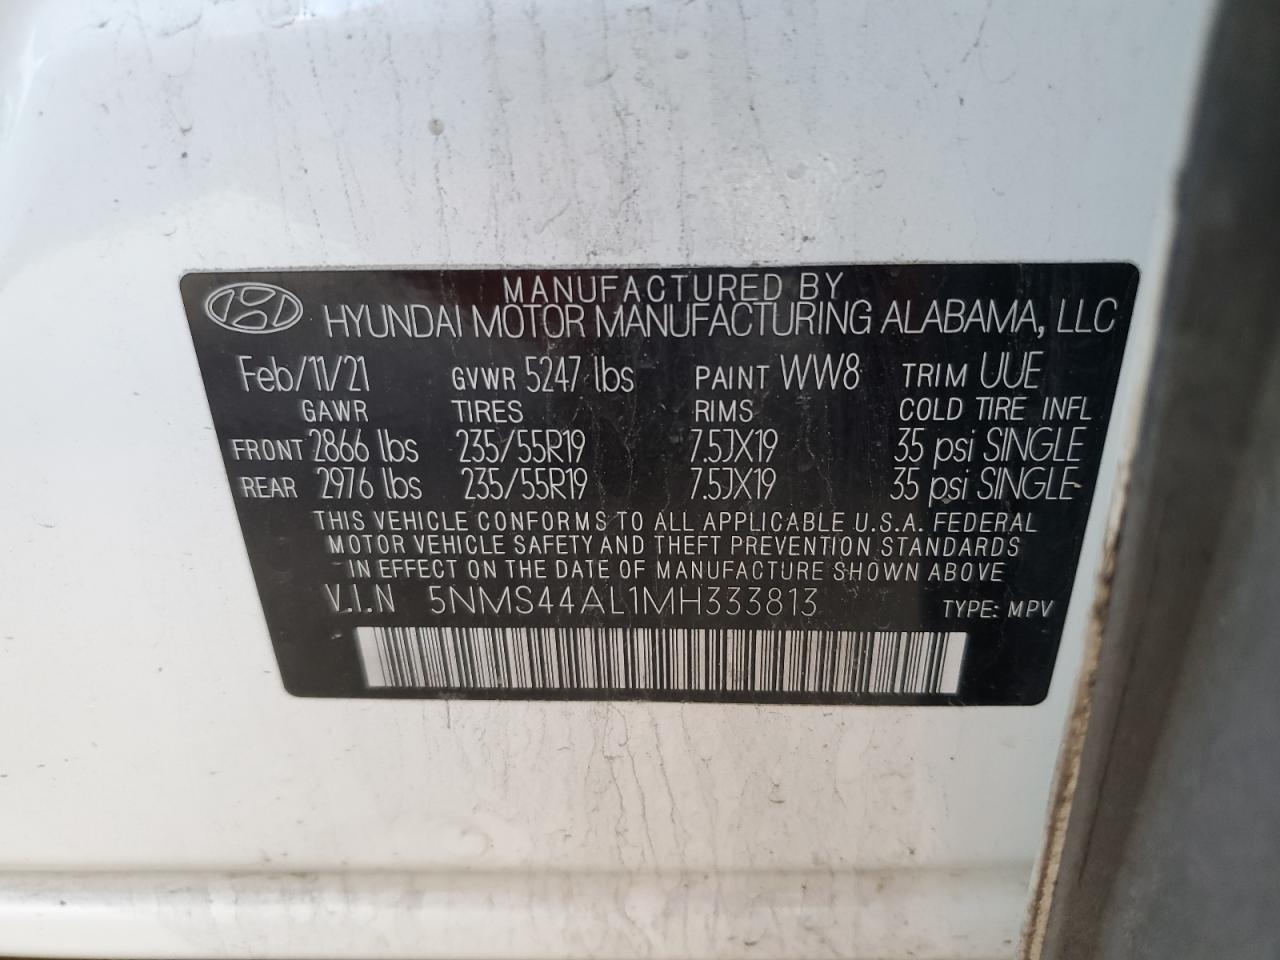 MANUFACTURED BY
HYUNDAI MOTOR MANUFACTURING ALABAMA, LLC
Feb/11/21 GVWR 5247 lbs PAINT WW8 TRIM UUE
GAWR TIRES RIMS COLD TIRE INFL
FRONT 2866 lbs 235/55R19 7.5JX19 35 psi SINGLE
REAR 2976 lbs 235/55R19 7.5JX19 35 psi SINGLE
THIS VEHICLE CONFORMS TO ALL APPLICABLE U.S.A. FEDERAL
MOTOR VEHICLE SAFETY AND THEFT PREVENTION STANDARDS
IN EFFECT ON THE DATE OF MANUFACTURE SHOWN ABOVE
V.I.N 5NMS44AL1MH333813 TYPE: MPV